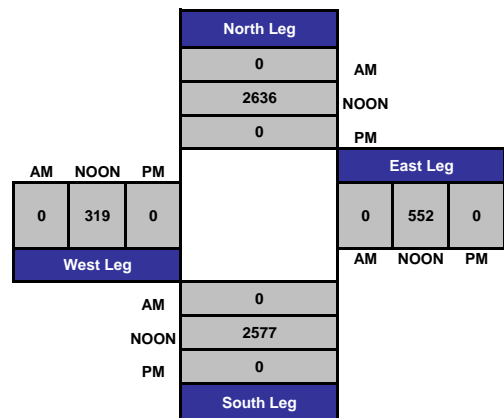 North Leg
0
AM
2636
NOON
0
PM
AM NOON PM
East Leg
0 319 0
0 552 0
West Leg
AM NOON PM
AM
0
NOON
2577
PM
0
South Leg